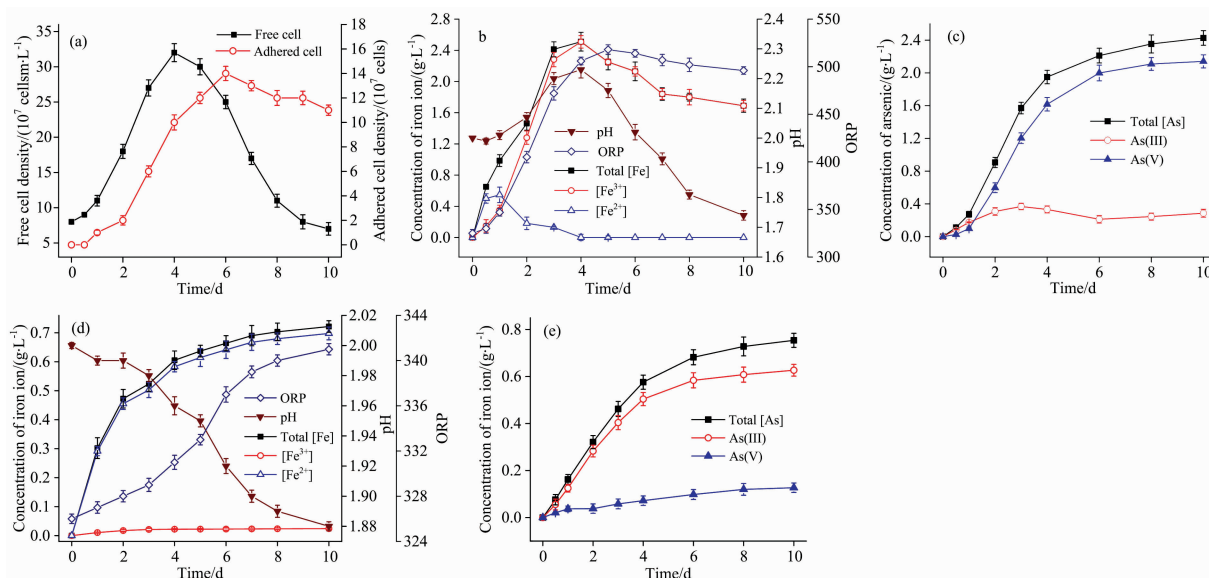 (a)
Free cell
Adhered cell
Free cell density/(10⁷ cellsm·L⁻¹)
35
30
25
20
15
10
5
Adhered cell density/(10⁷ cells)
20
18
16
14
12
10
8
6
4
2
0
0 2 4 6 8 10
Time/d
b
pH
ORP
Total [Fe]
[Fe³⁺]
[Fe²⁺]
Concentration of iron ion/(g·L⁻¹)
2.8
2.4
2.0
1.6
1.2
0.8
0.4
0.0
pH
2.4
2.3
2.2
2.1
2.0
1.9
1.8
1.7
1.6
ORP
550
500
450
400
350
300
0 2 4 6 8 10
Time/d
(c)
Total [As]
As(III)
As(V)
Concentration of arsenic/(g·L⁻¹)
2.4
2.0
1.6
1.2
0.8
0.4
0.0
0 2 4 6 8 10
Time/d
(d)
ORP
pH
Total [Fe]
[Fe³⁺]
[Fe²⁺]
Concentration of iron ion/(g·L⁻¹)
0.7
0.6
0.5
0.4
0.3
0.2
0.1
0.0
pH
2.02
2.00
1.98
1.96
1.94
1.92
1.90
1.88
ORP
344
340
336
332
328
325
0 2 4 6 8 10
Time/d
(e)
Total [As]
As(III)
As(V)
Concentration of iron ion/(g·L⁻¹)
0.8
0.6
0.4
0.2
0.0
0 2 4 6 8 10
Time/d